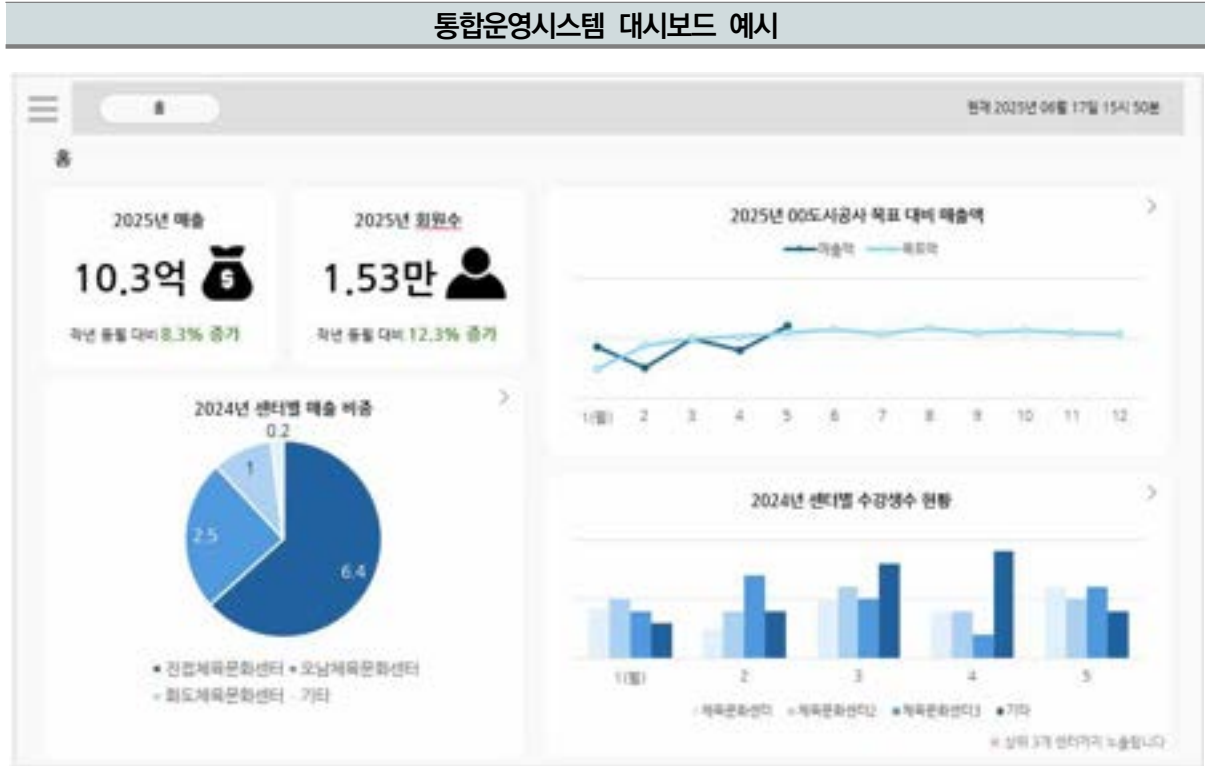 통합운영시스템 대시보드 예시
홈
현재 2025년 06월 17일 15시 50분
홈
2025년 매출
10.3억
작년 동월 대비 8.3% 증가
2025년 회원수
1.53만
작년 동월 대비 12.3% 증가
2025년 00도시공사 목표 대비 매출액
매출액 목표액
1(월) 2 3 4 5 6 7 8 9 10 11 12
2024년 센터별 매출 비중
0.2
1
2.5
6.4
진접체육문화센터 오남체육문화센터
화도체육문화센터 기타
2024년 센터별 수강생수 현황
1(월) 2 3 4 5
체육문화센터 체육문화센터2 체육문화센터3 기타
※ 상위 3개 센터까지 노출됩니다